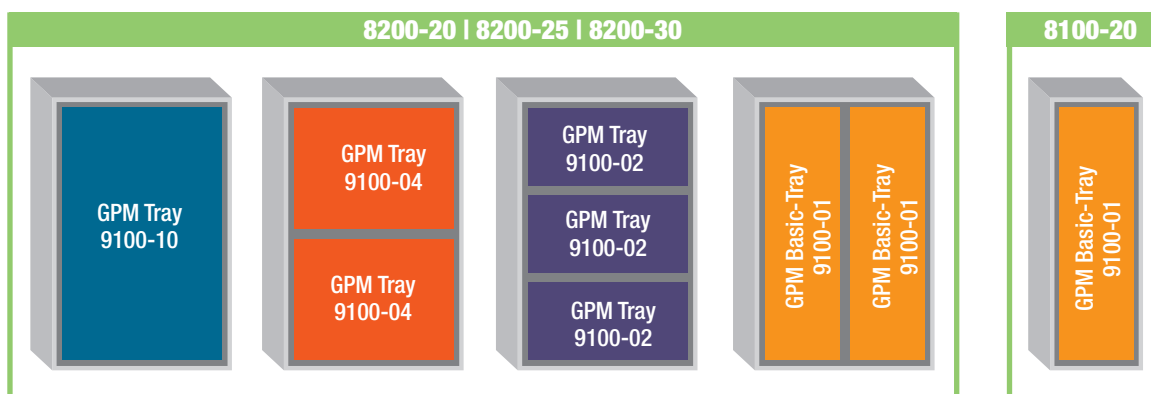 8200-20 | 8200-25 | 8200-30
8100-20
GPM Tray
9100-10
GPM Tray
9100-04
GPM Tray
9100-04
GPM Tray
9100-02
GPM Tray
9100-02
GPM Tray
9100-02
GPM Basic-Tray
9100-01
GPM Basic-Tray
9100-01
GPM Basic-Tray
9100-01